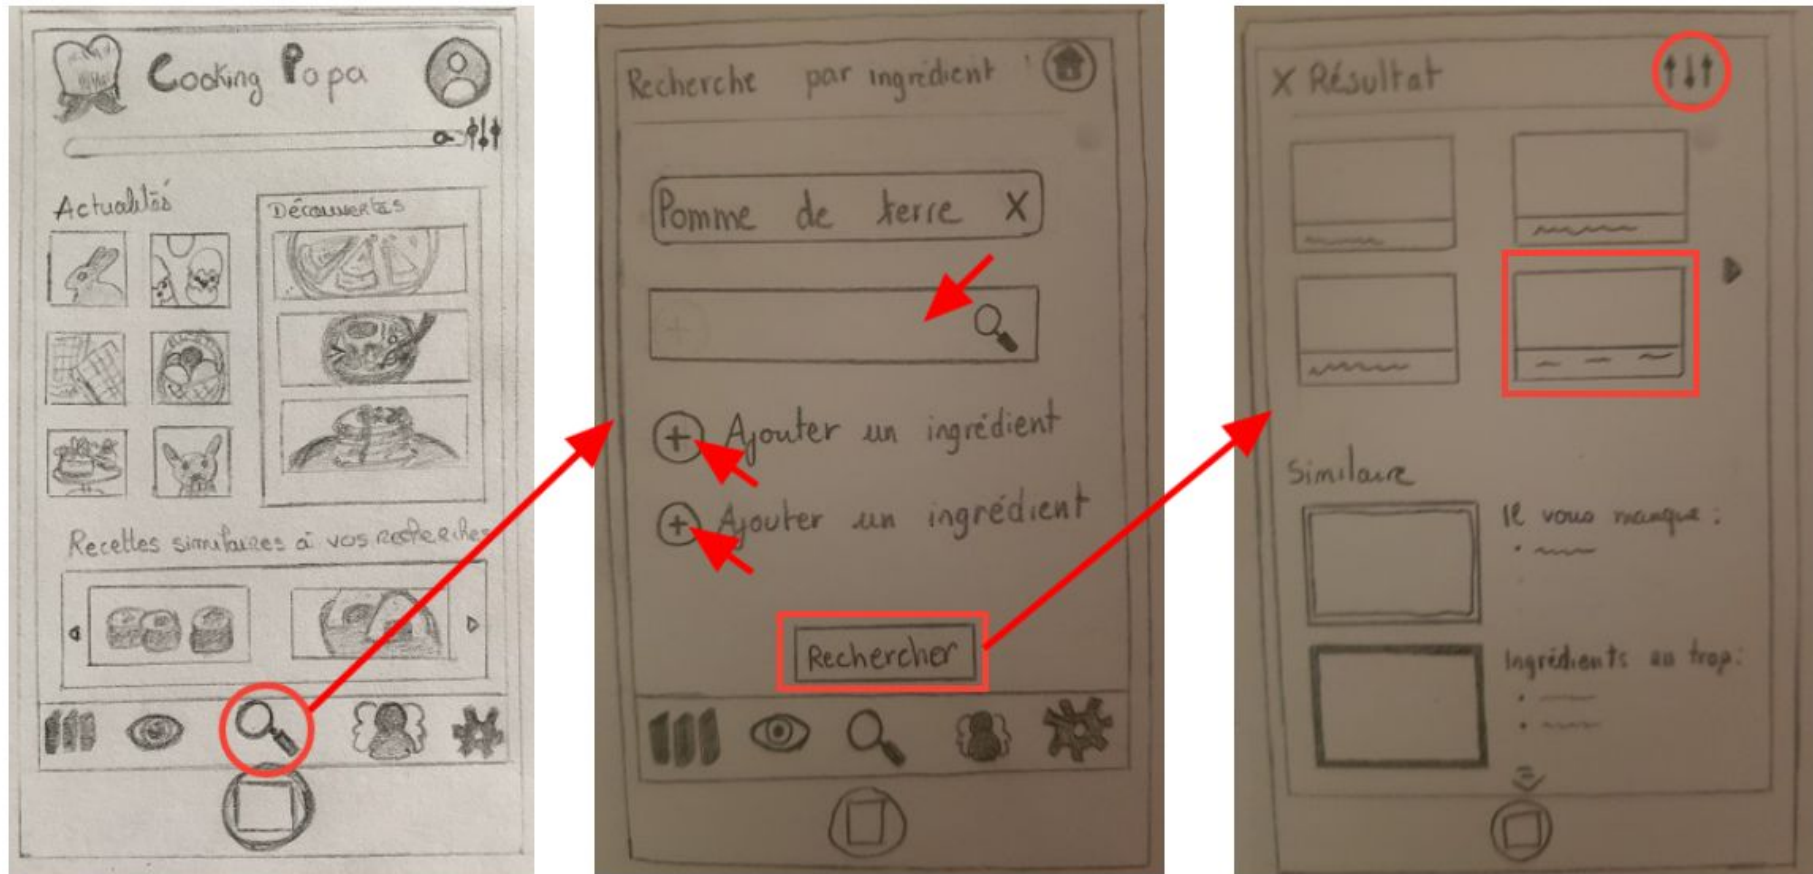 Cooking Papa
Actualités
Découvertes
Recettes similaires à vos recherches
Recherche par ingrédient
Pomme de terre X
+ Ajouter un ingrédient
+ Ajouter un ingrédient
Rechercher
X Résultat
Similaire
Il vous manque :
Ingrédients en trop :